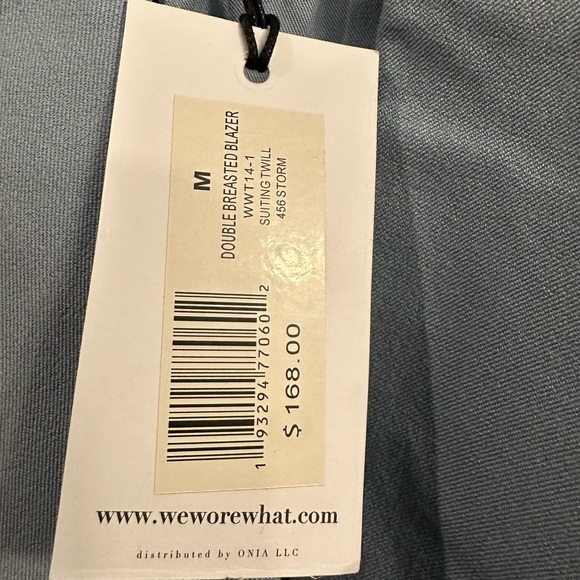 M
DOUBLE BREASTED BLAZER
WWT14-1
SUITING TWILL
456 STORM
1 93294 77060 2
$ 168.00
www.weworewhat.com
distributed by ONIA LLC